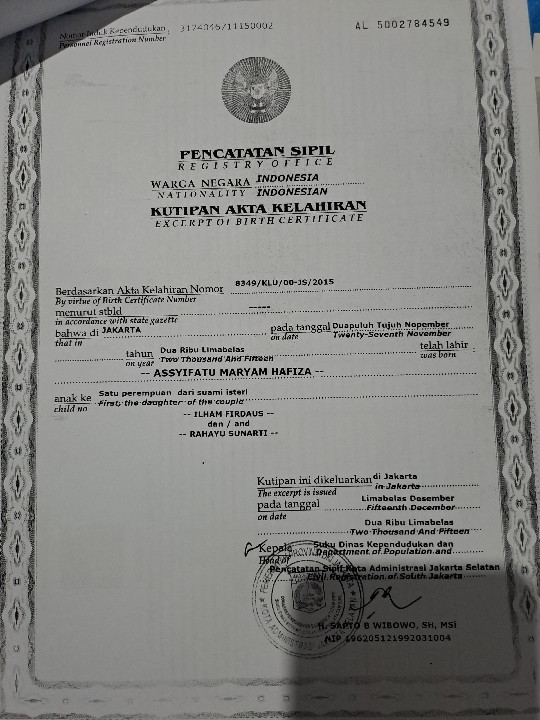 Nomor Induk Kependudukan 3174046/11150002
Personnel Registration Number
AL 5002784549
PENCATATAN SIPIL
REGISTRY OFFICE
WARGA NEGARA INDONESIA
NATIONALITY INDONESIAN
KUTIPAN AKTA KELAHIRAN
EXCERPT OF BIRTH CERTIFICATE
Berdasarkan Akta Kelahiran Nomor 8349/KLU/00-JS/2015
By virtue of Birth Certificate Number
menurut stbld -----
in accordance with state gazette
bahwa di JAKARTA pada tanggal Duapuluh Tujuh Nopember
that in on date Twenty-Seventh November
tahun Dua Ribu Limabelas telah lahir
on year Two Thousand And Fifteen was born
-- ASSYIFATU MARYAM HAFIZA --
anak ke Satu perempuan dari suami isteri
child no First, the daughter of the couple
-- ILHAM FIRDAUS --
dan / and
-- RAHAYU SUNARTI --
Kutipan ini dikeluarkan di Jakarta
The excerpt is issued in Jakarta
pada tanggal Limabelas Desember
on date Fifteenth December
Dua Ribu Limabelas
Two Thousand And Fifteen
Kepala Suku Dinas Kependudukan dan
Head of Department of Population and
Pencatatan Sipil Kota Administrasi Jakarta Selatan
Civil Registration of South Jakarta
H. SAPTO B WIBOWO, SH, MSi
NIP 196205121992031004